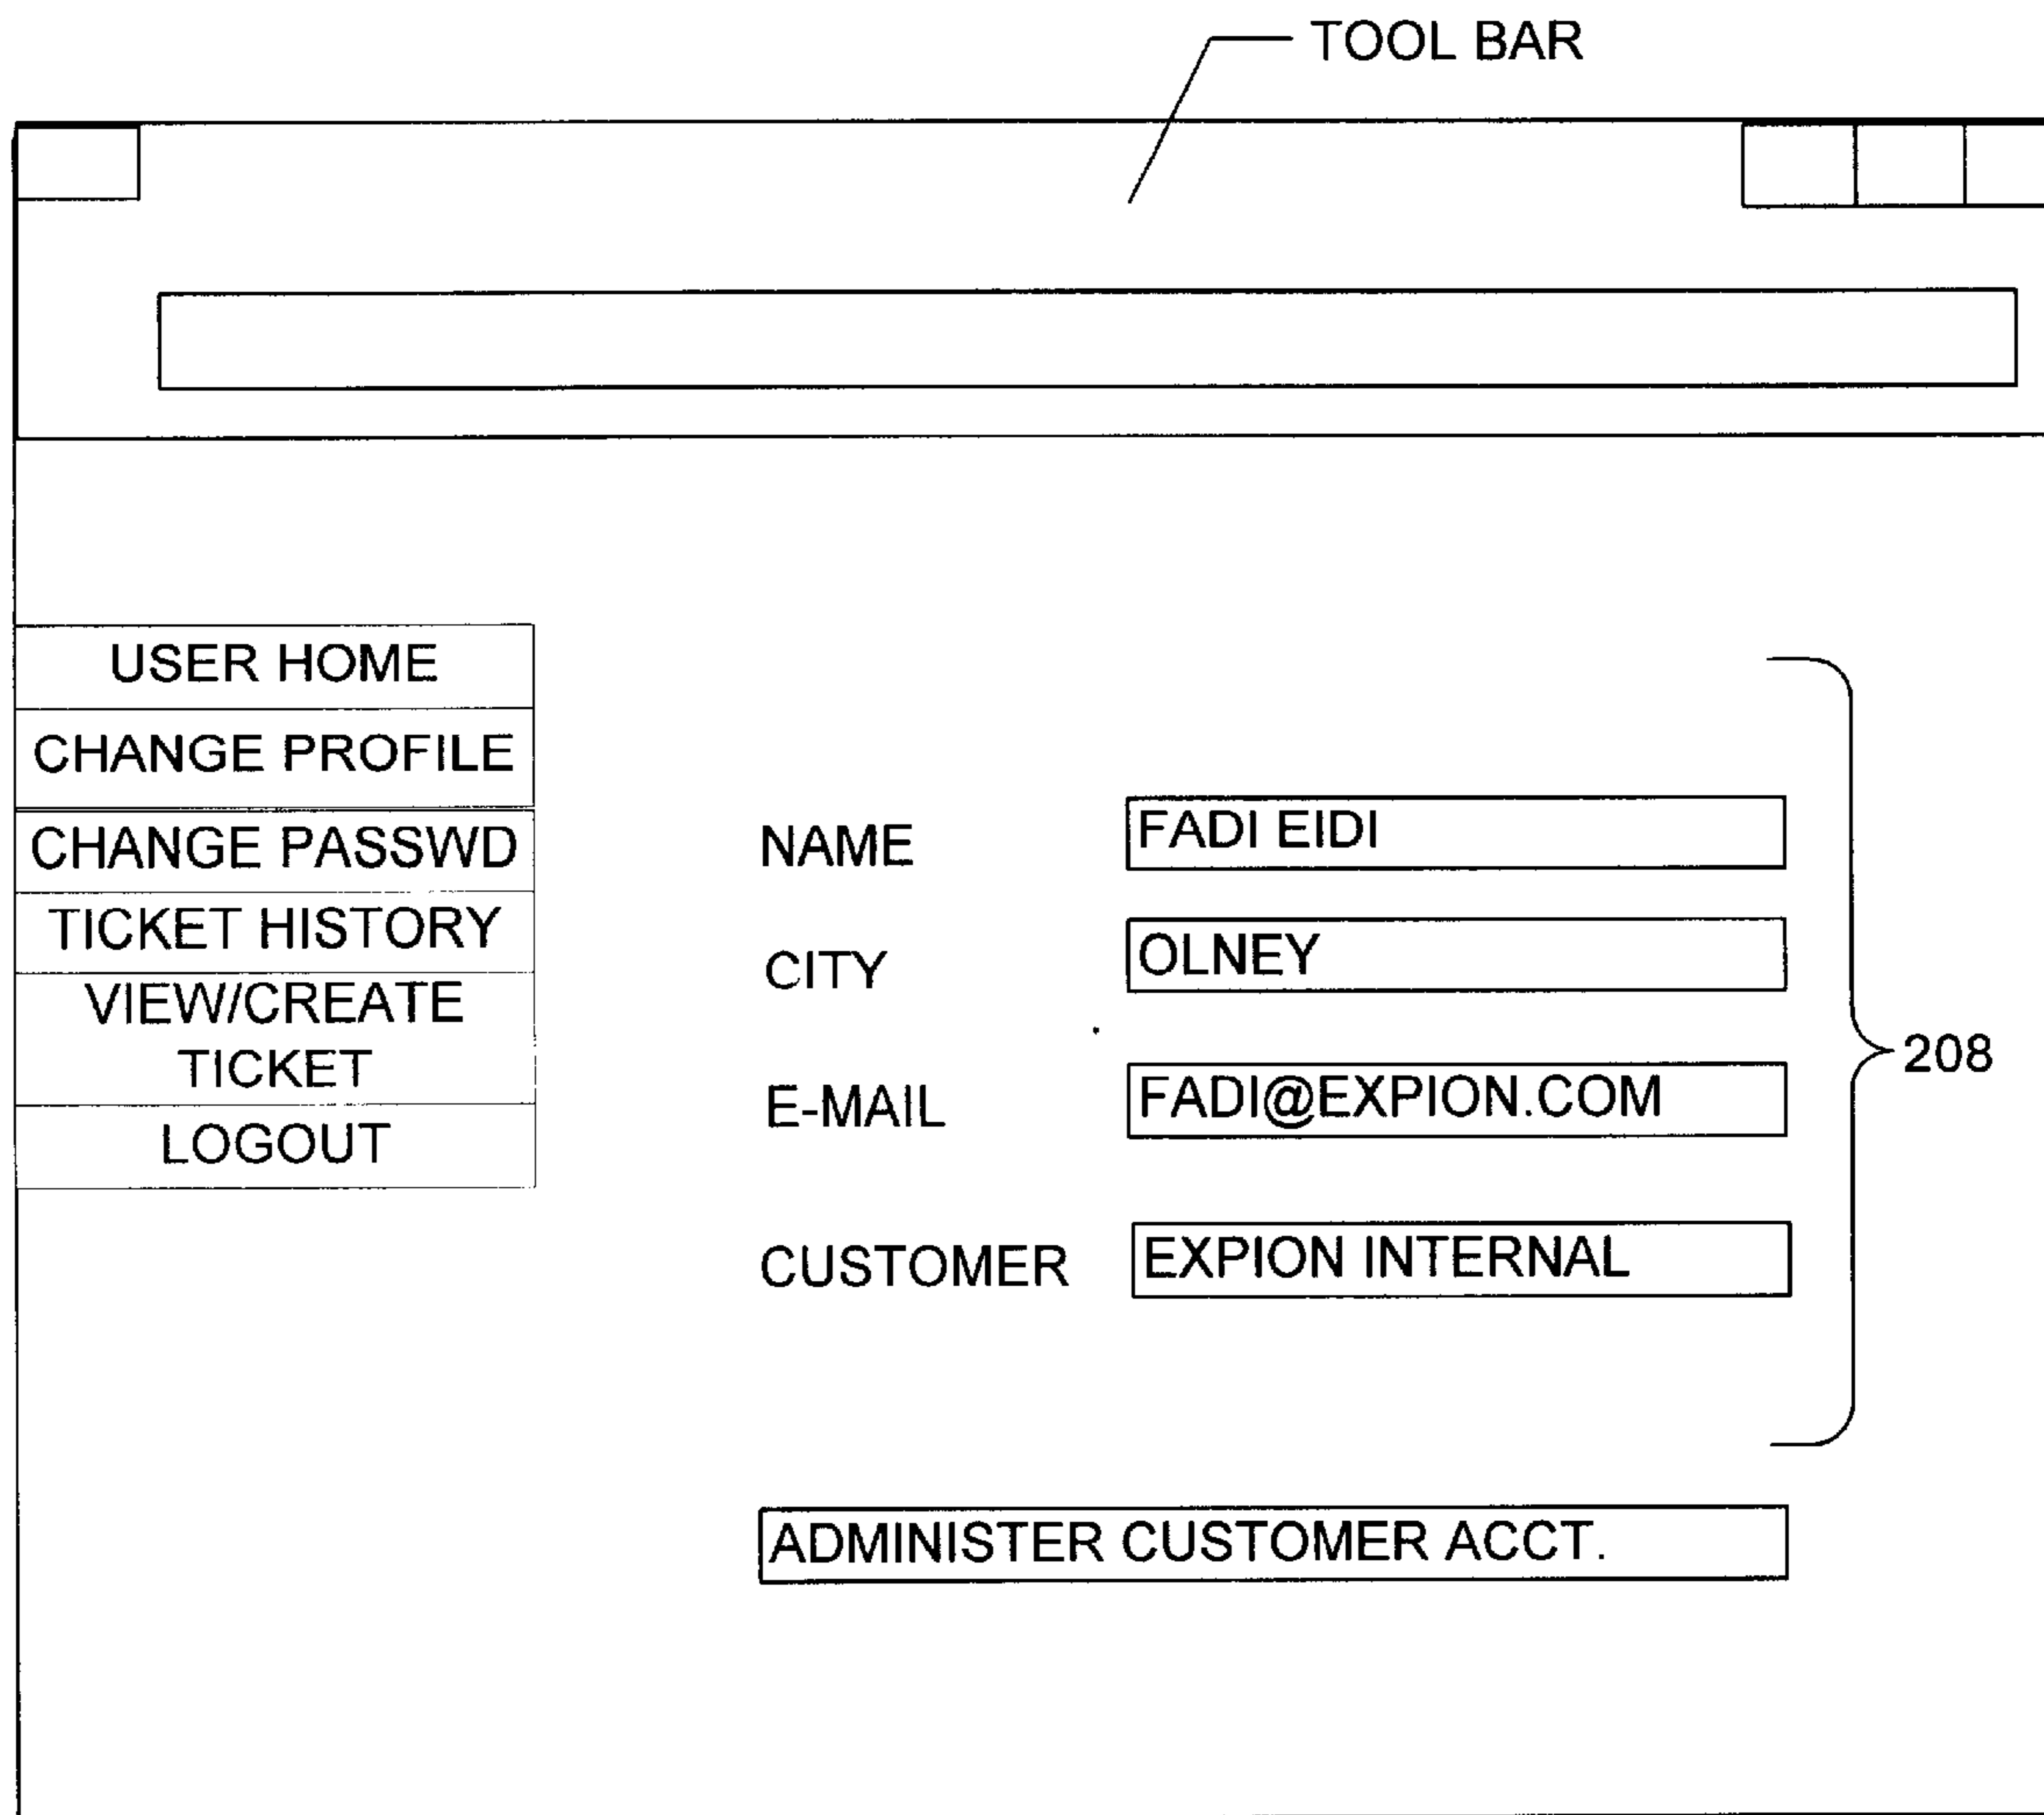 TOOL BAR
USER HOME
CHANGE PROFILE
CHANGE PASSWD
TICKET HISTORY
VIEW/CREATE
TICKET
LOGOUT
NAME FADI EIDI
CITY OLNEY
E-MAIL FADI@EXPION.COM
CUSTOMER EXPION INTERNAL
208
ADMINISTER CUSTOMER ACCT.